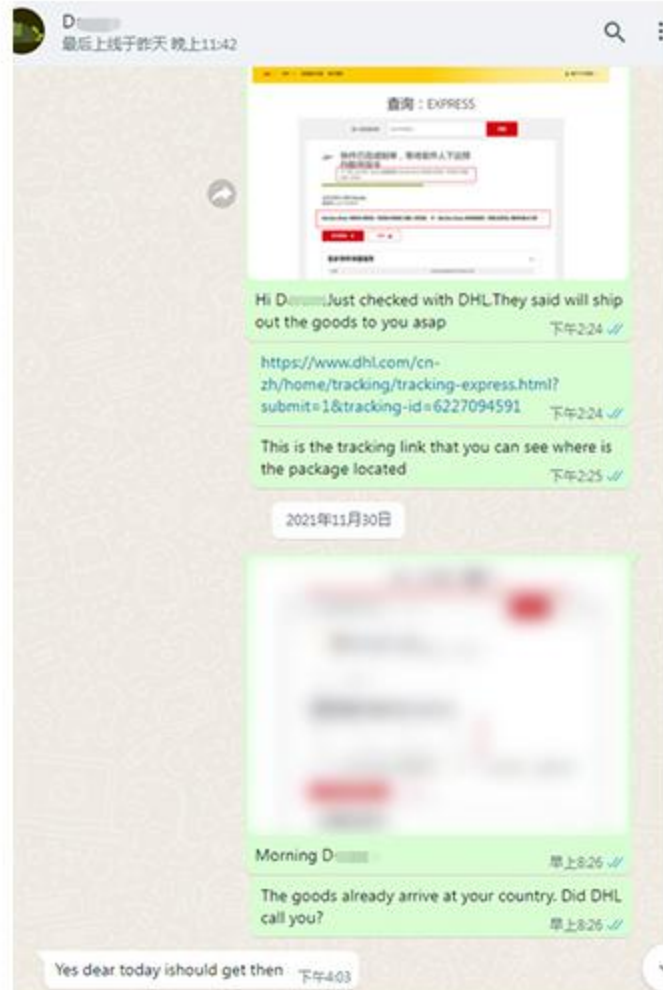 D
最后上线于昨天 晚上11:42
查询：EXPRESS
Hi D Just checked with DHL.They said will ship
out the goods to you asap
下午2:24
https://www.dhl.com/cn-
zh/home/tracking/tracking-express.html?
submit=1&tracking-id=6227094591
下午2:24
This is the tracking link that you can see where is
the package located
下午2:25
2021年11月30日
Morning D
早上8:26
The goods already arrive at your country. Did DHL
call you?
早上8:26
Yes dear today ishould get then
下午4:03